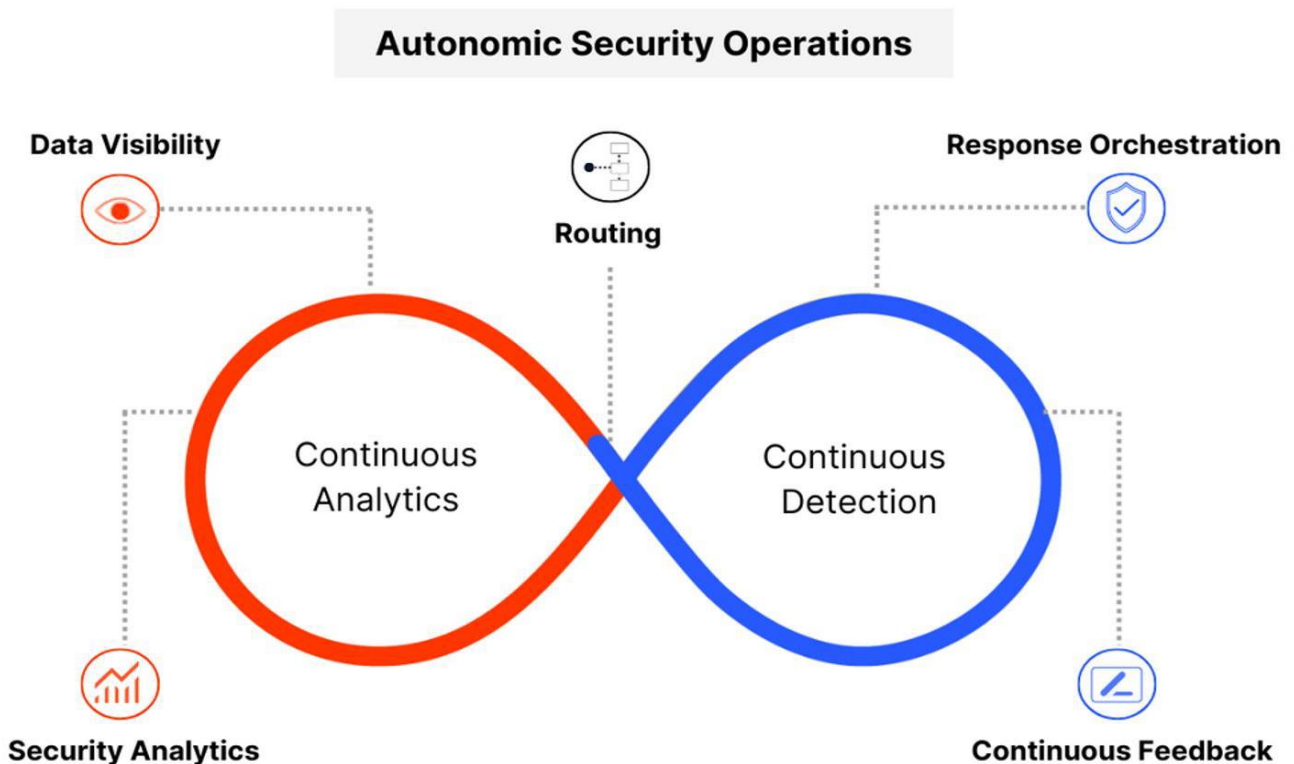 Autonomic Security Operations
Data Visibility
Response Orchestration
Routing
Continuous
Analytics
Continuous
Detection
Security Analytics
Continuous Feedback